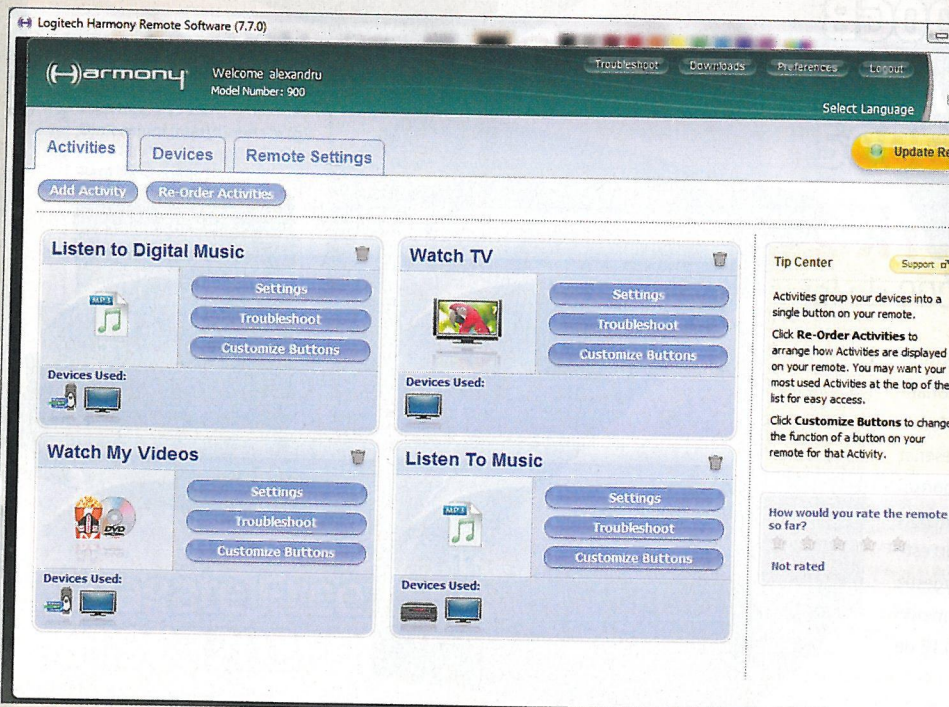 Logitech Harmony Remote Software (7.7.0)
Harmony
Welcome alexandru
Model Number: 900
Troubleshoot Downloads Preferences Logout
Select Language
Activities Devices Remote Settings
Update Re
Add Activity Re-Order Activities
Listen to Digital Music
MP3
Settings
Troubleshoot
Customize Buttons
Devices Used:
Watch TV
Settings
Troubleshoot
Customize Buttons
Devices Used:
Watch My Videos
DVD
Settings
Troubleshoot
Customize Buttons
Devices Used:
Listen To Music
MP3
Settings
Troubleshoot
Customize Buttons
Devices Used:
Tip Center
Support
Activities group your devices into a
single button on your remote.
Click Re-Order Activities to
arrange how Activities are displayed
on your remote. You may want your
most used Activities at the top of the
list for easy access.
Click Customize Buttons to change
the function of a button on your
remote for that Activity.
How would you rate the remote
so far?
Not rated